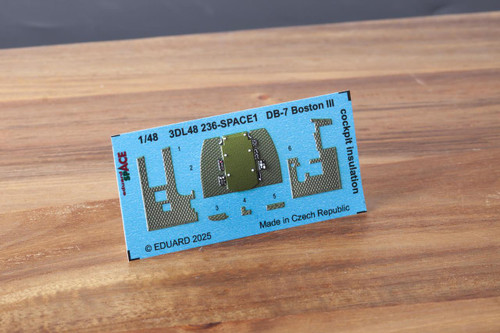 1/48 3DL48 236-SPACE1 DB-7 Boston III
cockpit insulation
SPACE
1
2
3
4
5
6
© EDUARD 2025
Made in Czech Republic